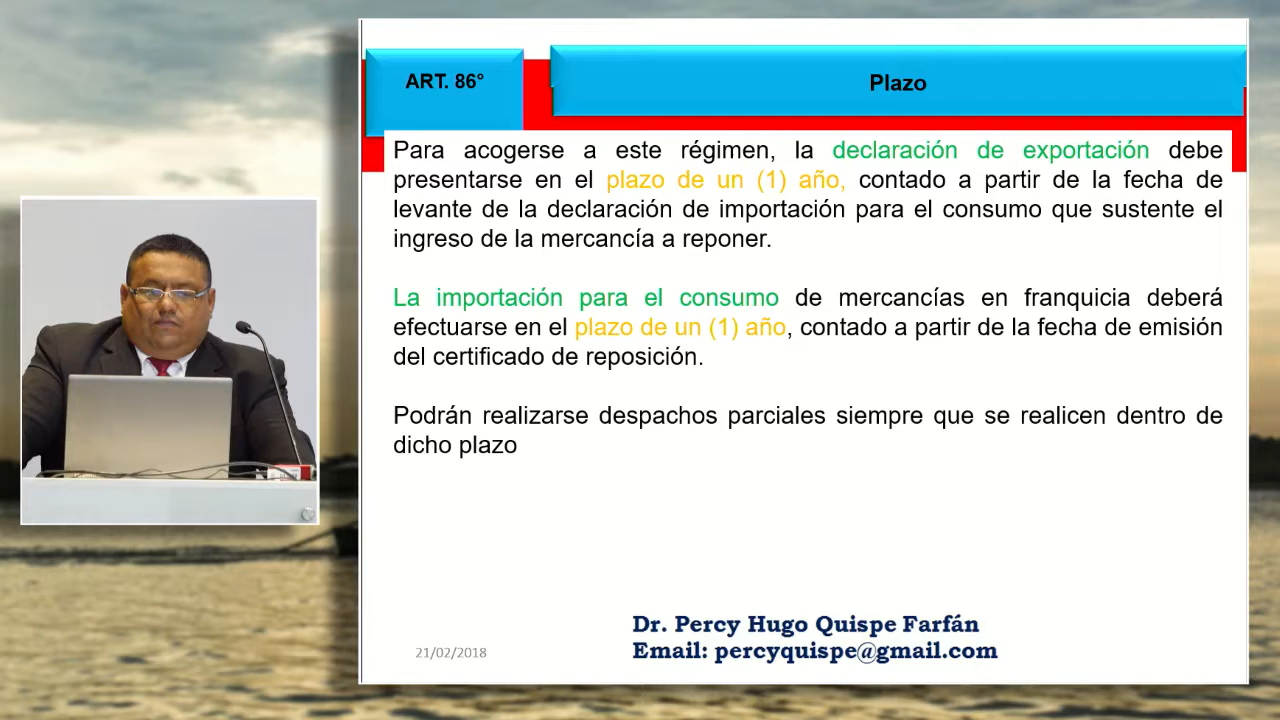 ART. 86°
Plazo
Para acogerse a este régimen, la declaración de exportación debe
presentarse en el plazo de un (1) año, contado a partir de la fecha de
levante de la declaración de importación para el consumo que sustente el
ingreso de la mercancía a reponer.
La importación para el consumo de mercancías en franquicia deberá
efectuarse en el plazo de un (1) año, contado a partir de la fecha de emisión
del certificado de reposición.
Podrán realizarse despachos parciales siempre que se realicen dentro de
dicho plazo
Dr. Percy Hugo Quispe Farfán
Email: percyquispe@gmail.com
21/02/2018